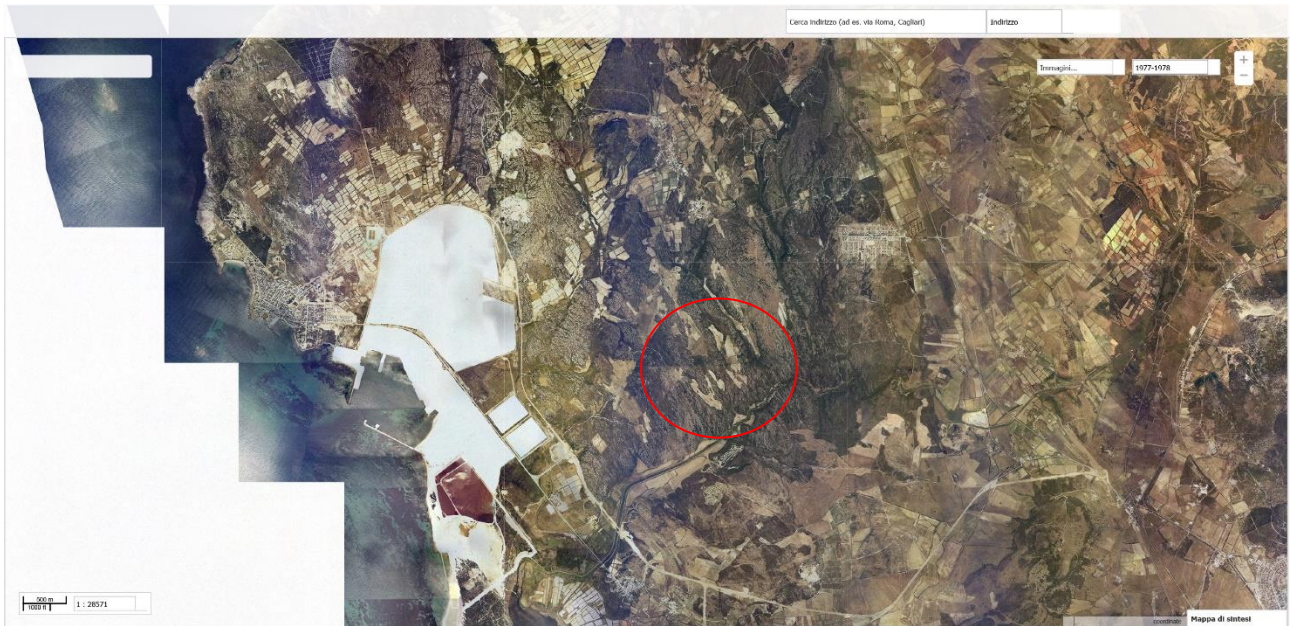 Cerca indirizzo (ad es. via Roma, Cagliari)
Indirizzo
Immagini...
1977-1978
+
−
500 m
1000 ft
1 : 28571
coordinate
Mappa di sintesi